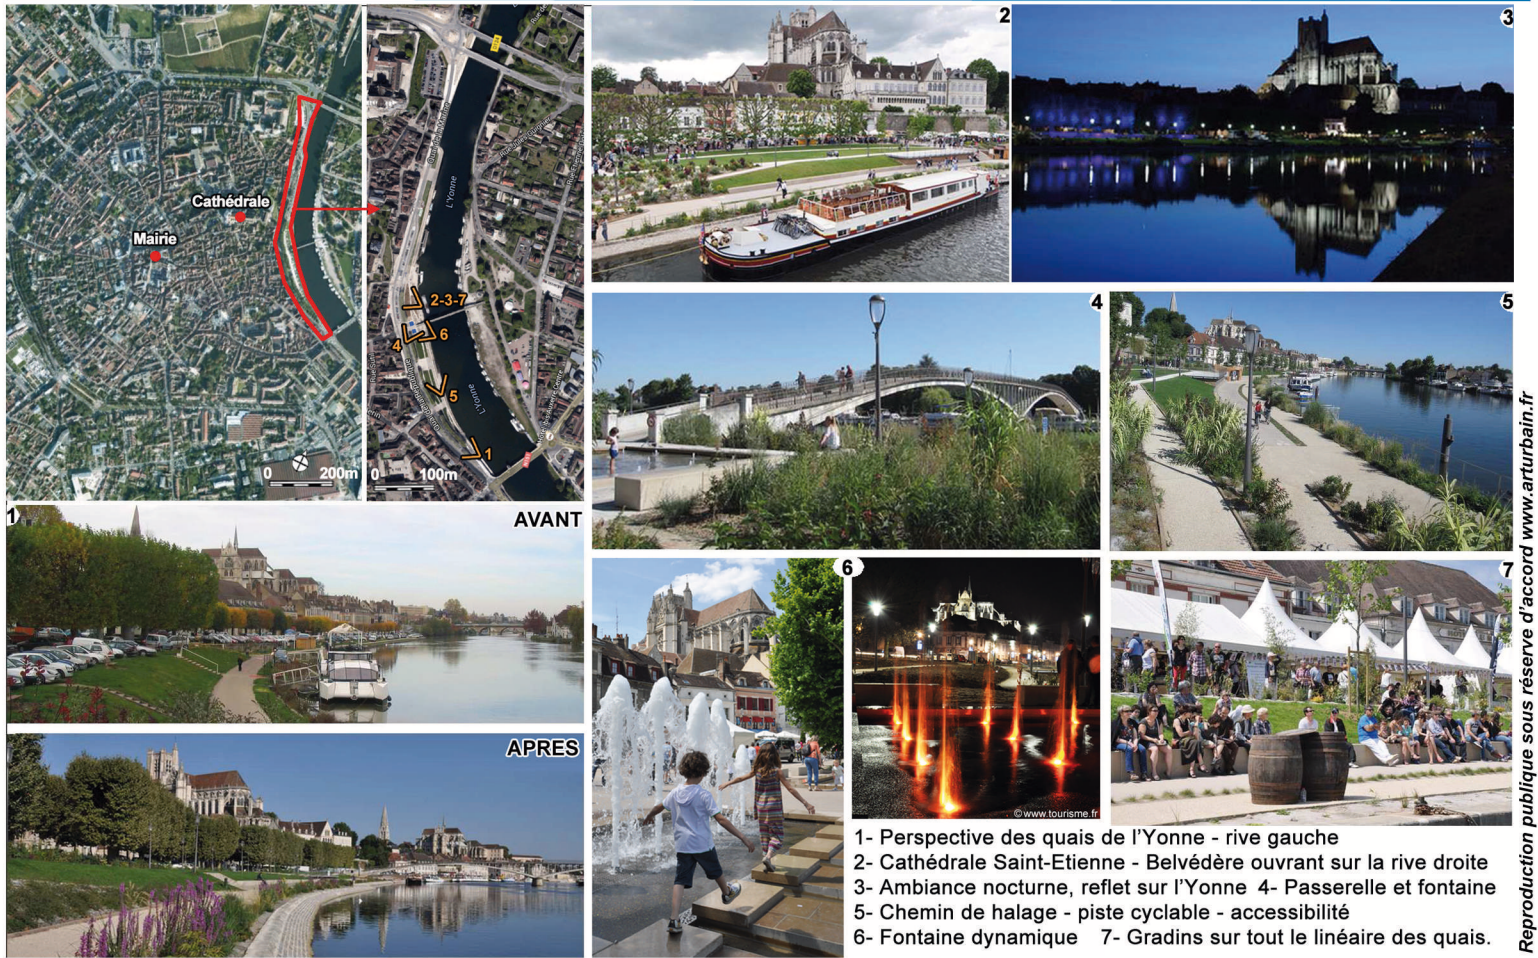 Cathédrale
Mairie
0 200m
L'Yonne
2-3-7
4
6
5
L'Yonne
1
0 100m
2
3
4
5
1
AVANT
APRES
6
7
© www.tourisme.fr
1- Perspective des quais de l'Yonne - rive gauche
2- Cathédrale Saint-Etienne - Belvédère ouvrant sur la rive droite
3- Ambiance nocturne, reflet sur l'Yonne 4- Passerelle et fontaine
5- Chemin de halage - piste cyclable - accessibilité
6- Fontaine dynamique 7- Gradins sur tout le linéaire des quais.
Reproduction publique sous réserve d'accord www.arturbain.fr